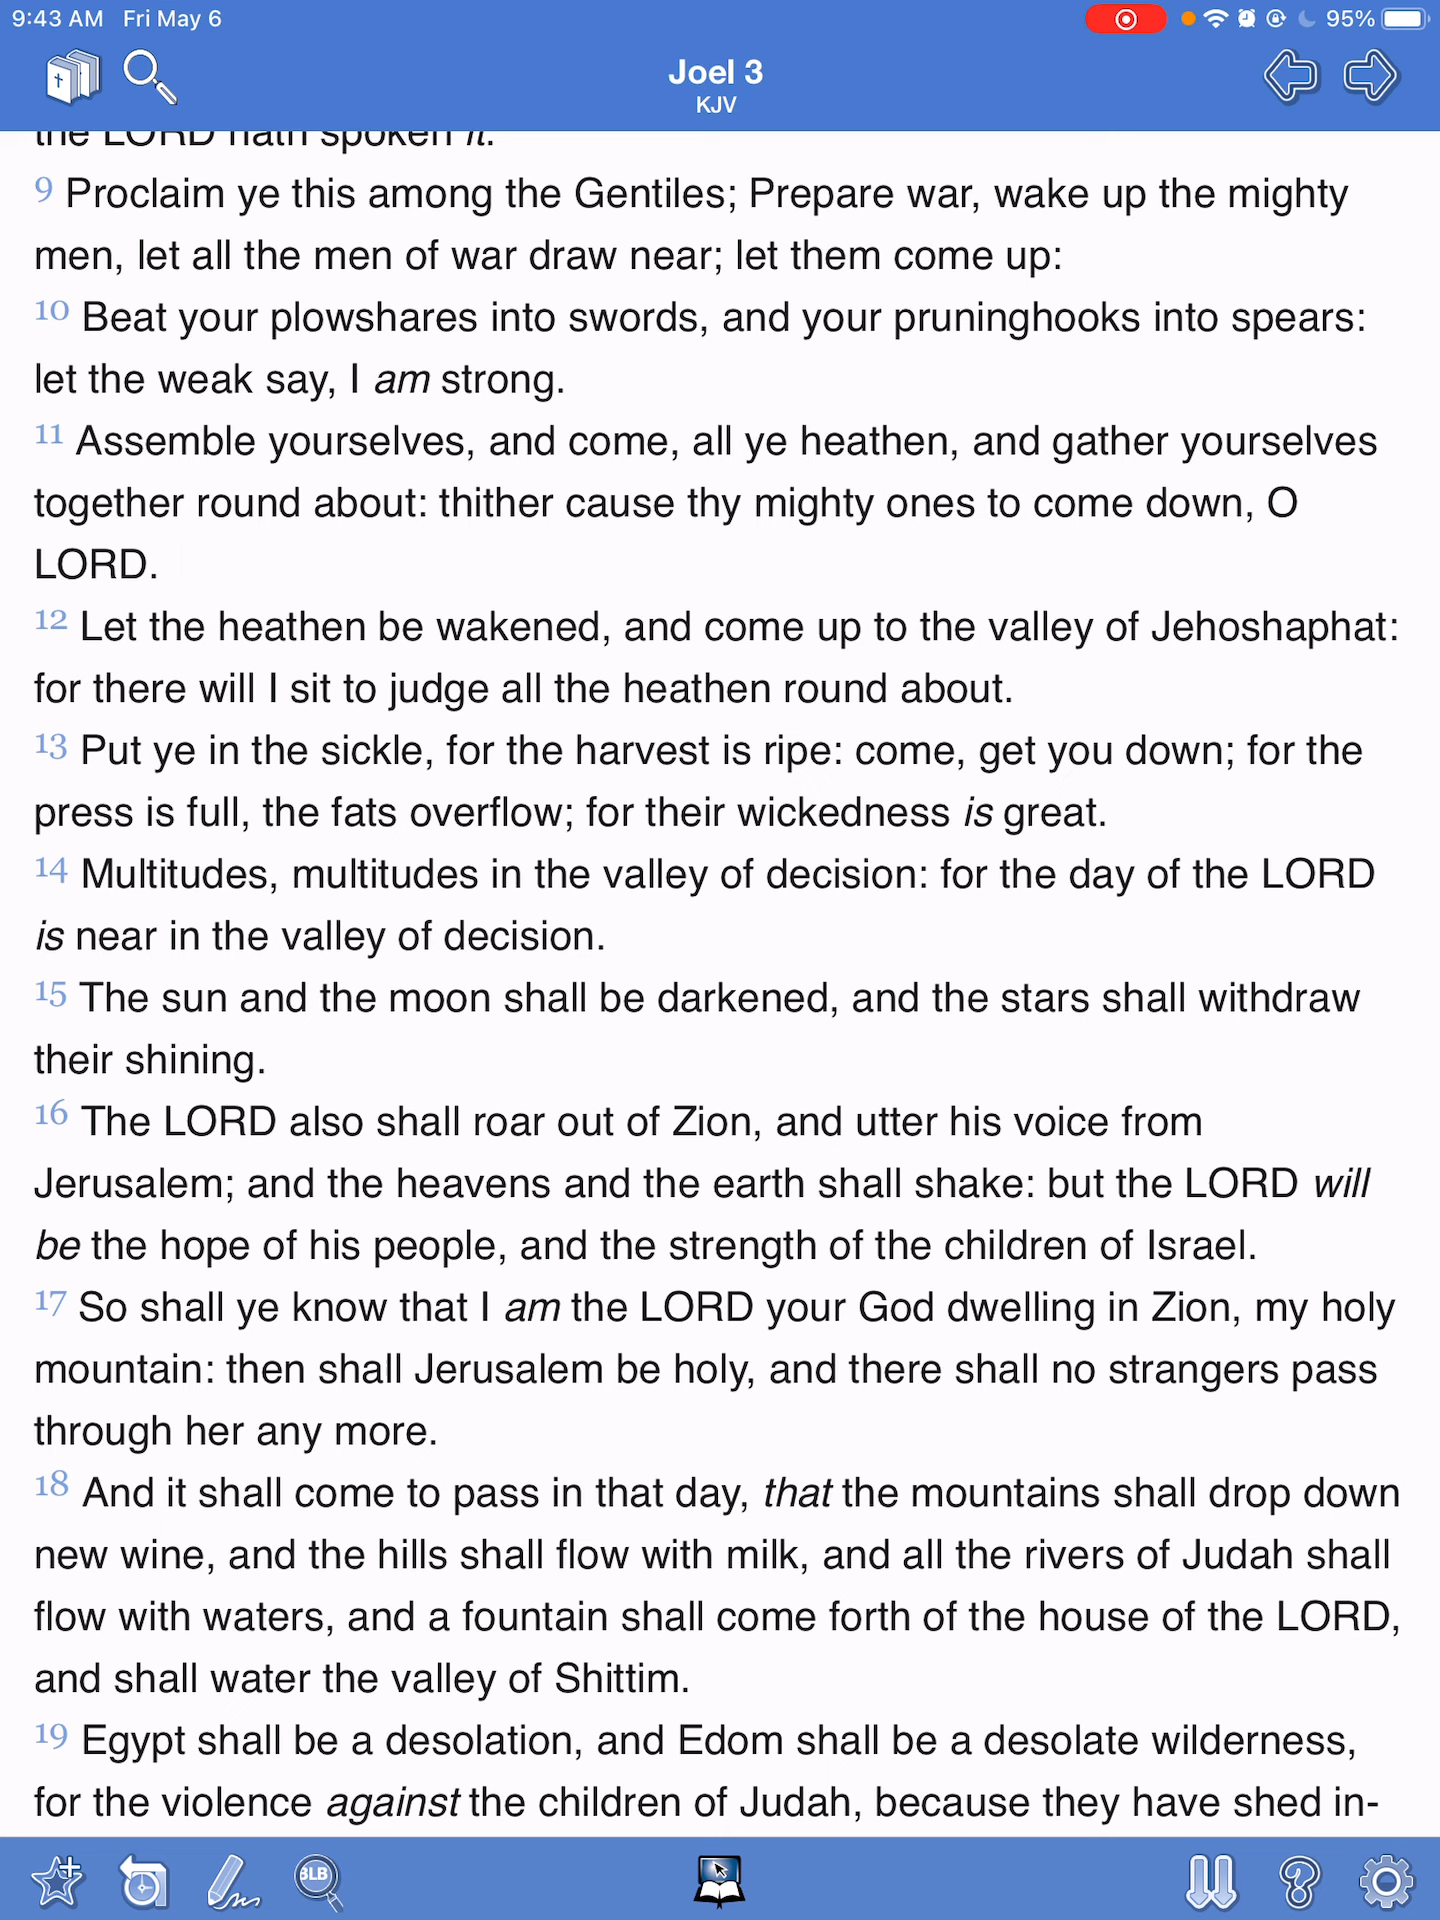 9:43 AM Fri May 6 95%
Joel 3
KJV
the LORD hath spoken it.
9 Proclaim ye this among the Gentiles; Prepare war, wake up the mighty
men, let all the men of war draw near; let them come up:
10 Beat your plowshares into swords, and your pruninghooks into spears:
let the weak say, I am strong.
11 Assemble yourselves, and come, all ye heathen, and gather yourselves
together round about: thither cause thy mighty ones to come down, O
LORD.
12 Let the heathen be wakened, and come up to the valley of Jehoshaphat:
for there will I sit to judge all the heathen round about.
13 Put ye in the sickle, for the harvest is ripe: come, get you down; for the
press is full, the fats overflow; for their wickedness is great.
14 Multitudes, multitudes in the valley of decision: for the day of the LORD
is near in the valley of decision.
15 The sun and the moon shall be darkened, and the stars shall withdraw
their shining.
16 The LORD also shall roar out of Zion, and utter his voice from
Jerusalem; and the heavens and the earth shall shake: but the LORD will
be the hope of his people, and the strength of the children of Israel.
17 So shall ye know that I am the LORD your God dwelling in Zion, my holy
mountain: then shall Jerusalem be holy, and there shall no strangers pass
through her any more.
18 And it shall come to pass in that day, that the mountains shall drop down
new wine, and the hills shall flow with milk, and all the rivers of Judah shall
flow with waters, and a fountain shall come forth of the house of the LORD,
and shall water the valley of Shittim.
19 Egypt shall be a desolation, and Edom shall be a desolate wilderness,
for the violence against the children of Judah, because they have shed in-
BLB